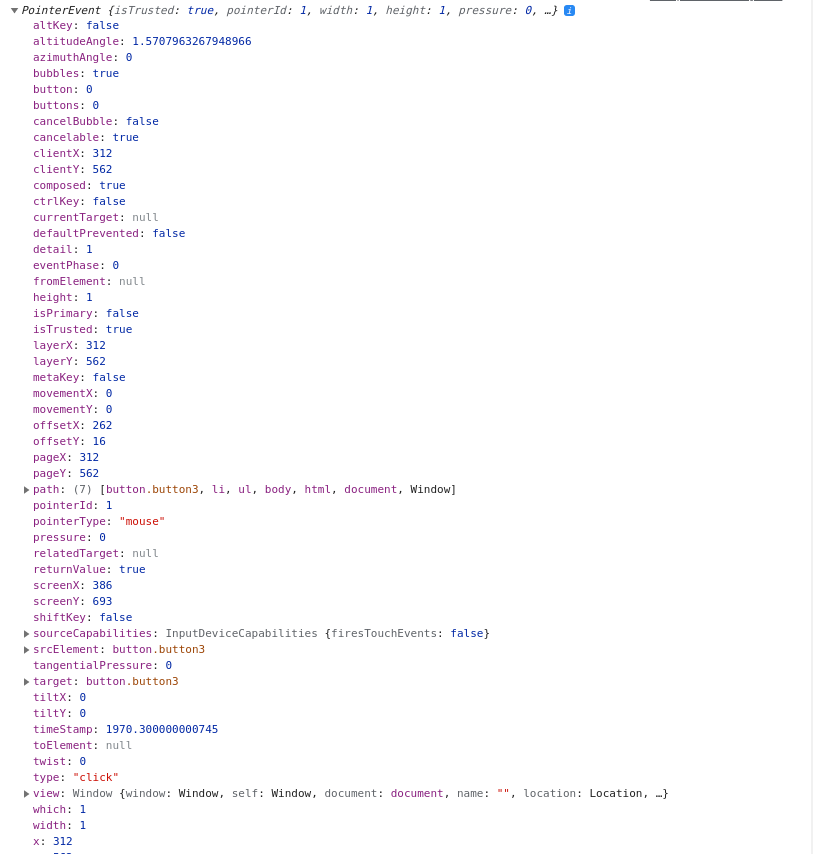 PointerEvent {isTrusted: true, pointerId: 1, width: 1, height: 1, pressure: 0, …} i
altKey: false
altitudeAngle: 1.5707963267948966
azimuthAngle: 0
bubbles: true
button: 0
buttons: 0
cancelBubble: false
cancelable: true
clientX: 312
clientY: 562
composed: true
ctrlKey: false
currentTarget: null
defaultPrevented: false
detail: 1
eventPhase: 0
fromElement: null
height: 1
isPrimary: false
isTrusted: true
layerX: 312
layerY: 562
metaKey: false
movementX: 0
movementY: 0
offsetX: 262
offsetY: 16
pageX: 312
pageY: 562
path: (7) [button.button3, li, ul, body, html, document, Window]
pointerId: 1
pointerType: "mouse"
pressure: 0
relatedTarget: null
returnValue: true
screenX: 386
screenY: 693
shiftKey: false
sourceCapabilities: InputDeviceCapabilities {firesTouchEvents: false}
srcElement: button.button3
tangentialPressure: 0
target: button.button3
tiltX: 0
tiltY: 0
timeStamp: 1970.300000000745
toElement: null
twist: 0
type: "click"
view: Window {window: Window, self: Window, document: document, name: "", location: Location, …}
which: 1
width: 1
x: 312